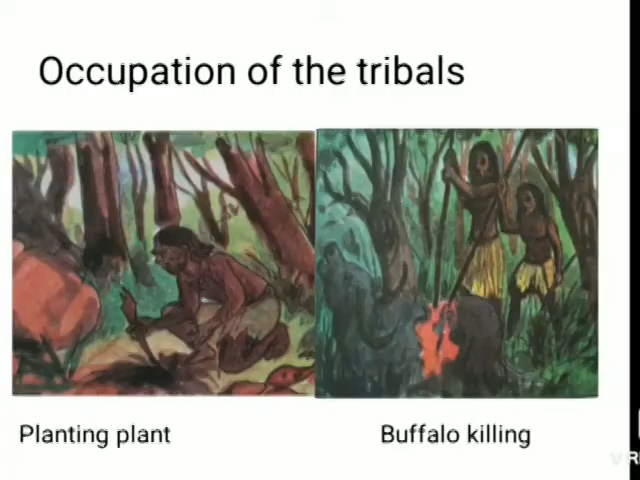 Occupation of the tribals
Planting plant
Buffalo killing